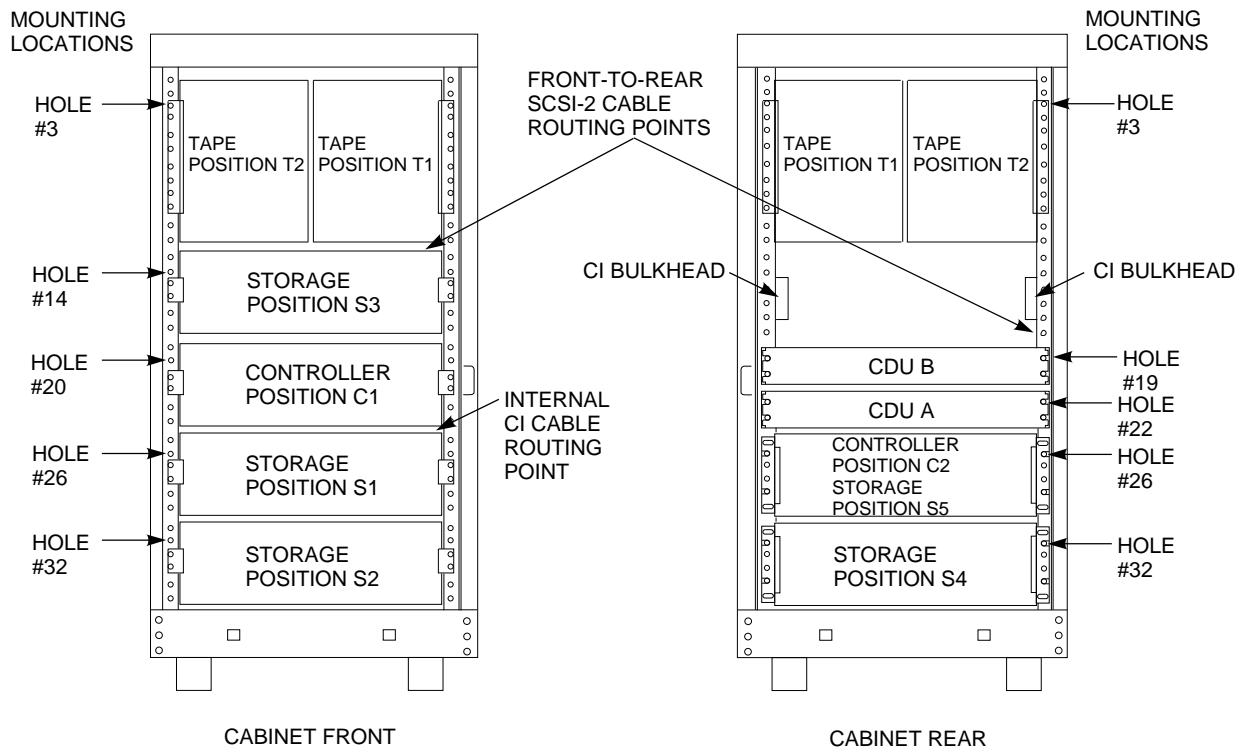 MOUNTING
LOCATIONS
HOLE
#3
TAPE
POSITION T2
TAPE
POSITION T1
HOLE
#14
STORAGE
POSITION S3
HOLE
#20
CONTROLLER
POSITION C1
HOLE
#26
STORAGE
POSITION S1
HOLE
#32
STORAGE
POSITION S2
CABINET FRONT
FRONT-TO-REAR
SCSI-2 CABLE
ROUTING POINTS
INTERNAL
CI CABLE
ROUTING
POINT
MOUNTING
LOCATIONS
TAPE
POSITION T1
TAPE
POSITION T2
HOLE
#3
CI BULKHEAD
CI BULKHEAD
CDU B
HOLE
#19
CDU A
HOLE
#22
CONTROLLER
POSITION C2
STORAGE
POSITION S5
HOLE
#26
STORAGE
POSITION S4
HOLE
#32
CABINET REAR